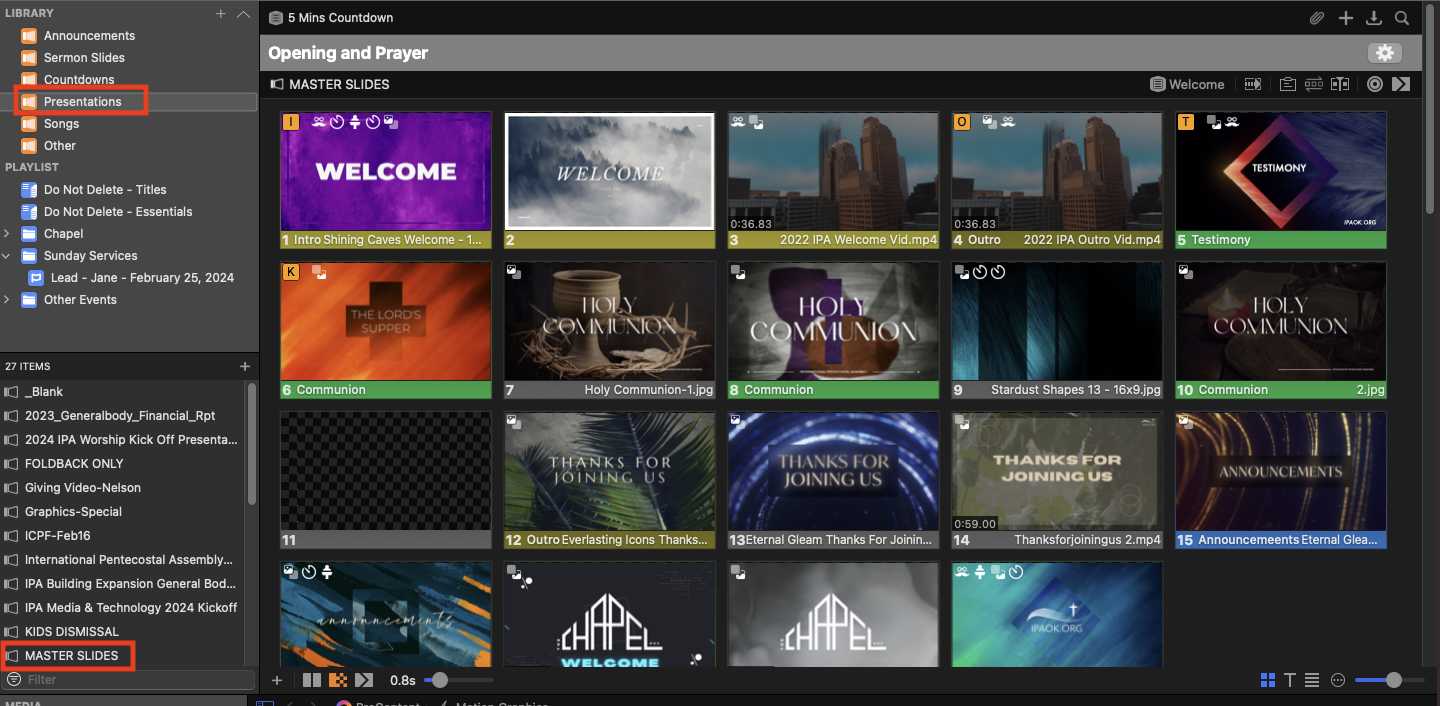 LIBRARY
Announcements
Sermon Slides
Countdowns
Presentations
Songs
Other
PLAYLIST
Do Not Delete - Titles
Do Not Delete - Essentials
Chapel
Sunday Services
Lead - Jane - February 25, 2024
Other Events
27 ITEMS
_Blank
2023_Generalbody_Financial_Rpt
2024 IPA Worship Kick Off Presenta...
FOLDBACK ONLY
Giving Video-Nelson
Graphics-Special
ICPF-Feb16
International Pentecostal Assembly...
IPA Building Expansion General Bod...
IPA Media & Technology 2024 Kickoff
KIDS DISMISSAL
MASTER SLIDES
Filter
MEDIA
5 Mins Countdown
Opening and Prayer
MASTER SLIDES
Welcome
I
WELCOME
1 Intro Shining Caves Welcome - 1...
WELCOME
2
0:36.83
3 2022 IPA Welcome Vid.mp4
O
0:36.83
4 Outro 2022 IPA Outro Vid.mp4
T
TESTIMONY
IPAOK.ORG
5 Testimony
K
THE LORD'S
SUPPER
6 Communion
HOLY
COMMUNION
7 Holy Communion-1.jpg
HOLY
COMMUNION
8 Communion
9 Stardust Shapes 13 - 16x9.jpg
HOLY
COMMUNION
10 Communion 2.jpg
11
THANKS FOR
JOINING US
12 Outro Everlasting Icons Thanks...
THANKS FOR
JOINING US
13 Eternal Gleam Thanks For Joinin...
THANKS FOR
JOINING US
0:59.00
14 Thanksforjoiningus 2.mp4
ANNOUNCEMENTS
15 Announcemeents Eternal Glea...
announcements
CHAPEL
WELCOME
CHAPEL
IPAOK.ORG
0.8s
ProContent
Motion Graphics